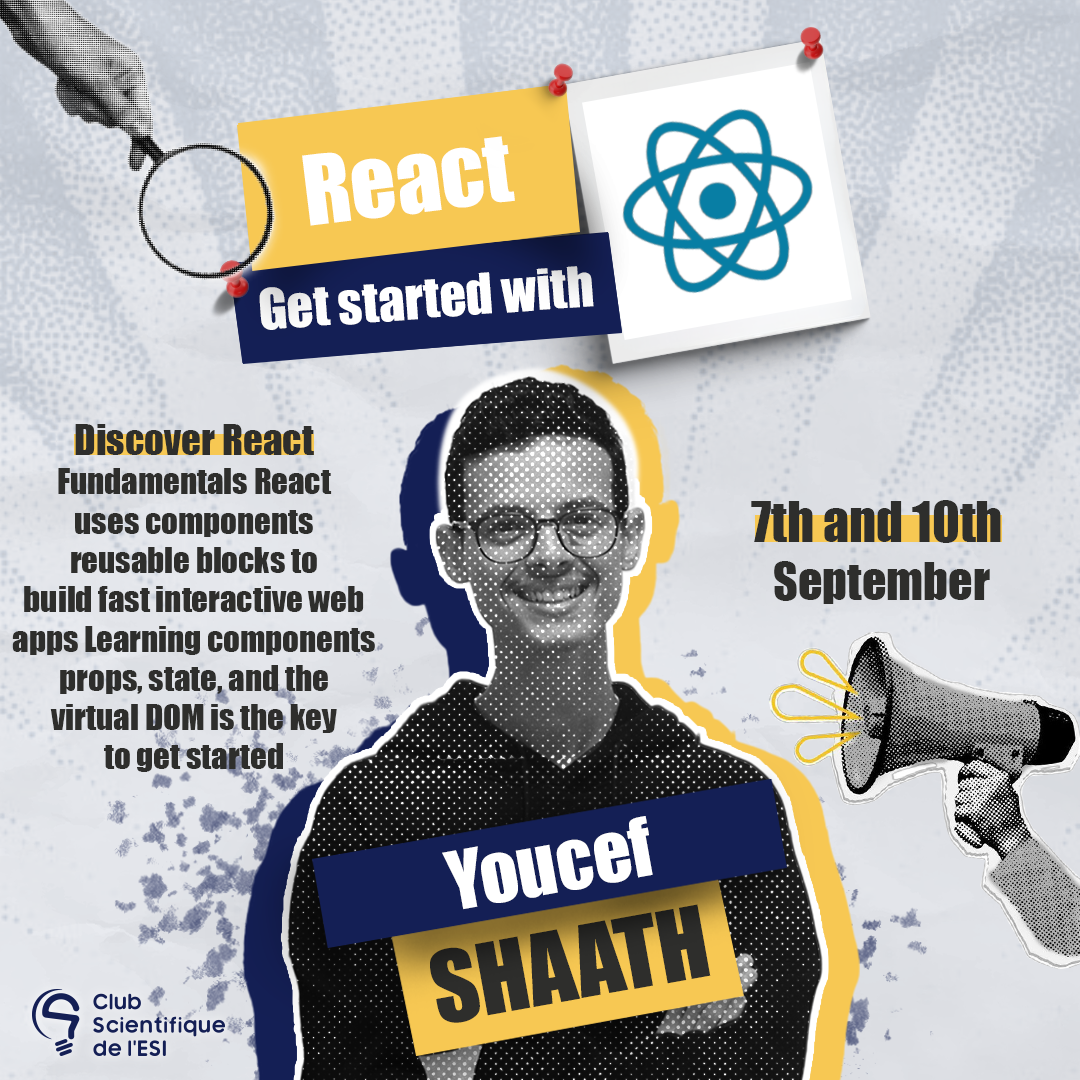 React
Get started with
Discover React
Fundamentals React
uses components
reusable blocks to
build fast interactive web
apps Learning components
props, state, and the
virtual DOM is the key
to get started
7th and 10th
September
Youcef
SHAATH
Club
Scientifique
de l'ESI